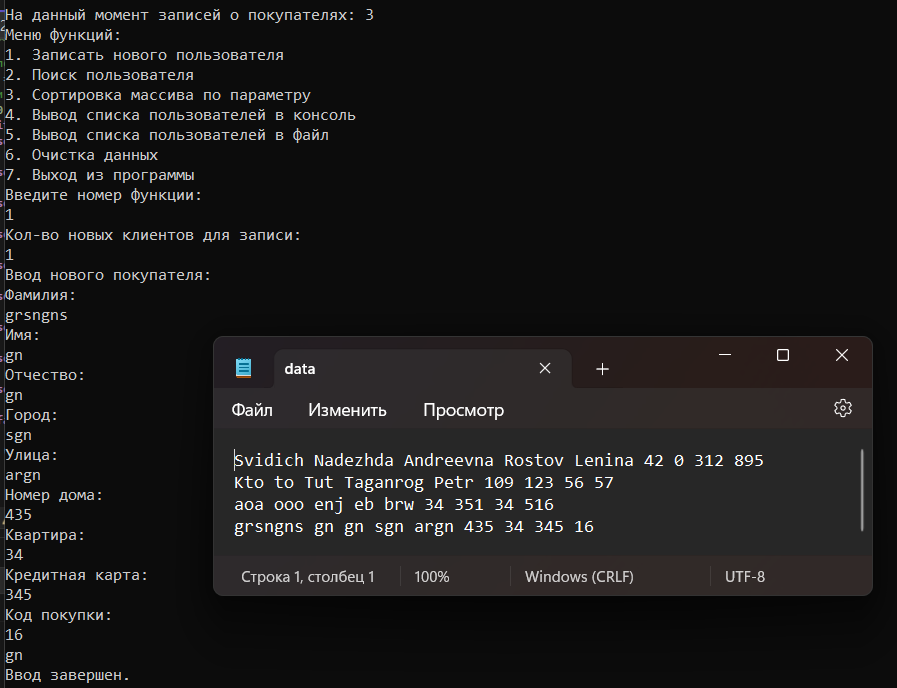 На данный момент записей о покупателях: 3
Меню функций:
1. Записать нового пользователя
2. Поиск пользователя
3. Сортировка массива по параметру
4. Вывод списка пользователей в консоль
5. Вывод списка пользователей в файл
6. Очистка данных
7. Выход из программы
Введите номер функции:
1
Кол-во новых клиентов для записи:
1
Ввод нового покупателя:
Фамилия:
grsngns
Имя:
gn
Отчество:
gn
Город:
sgn
Улица:
argn
Номер дома:
435
Квартира:
34
Кредитная карта:
345
Код покупки:
16
gn
Ввод завершен.
data
Файл Изменить Просмотр
Svidich Nadezhda Andreevna Rostov Lenina 42 0 312 895
Kto to Tut Taganrog Petr 109 123 56 57
aoa ooo enj eb brw 34 351 34 516
grsngns gn gn sgn argn 435 34 345 16
Строка 1, столбец 1 100% Windows (CRLF) UTF-8